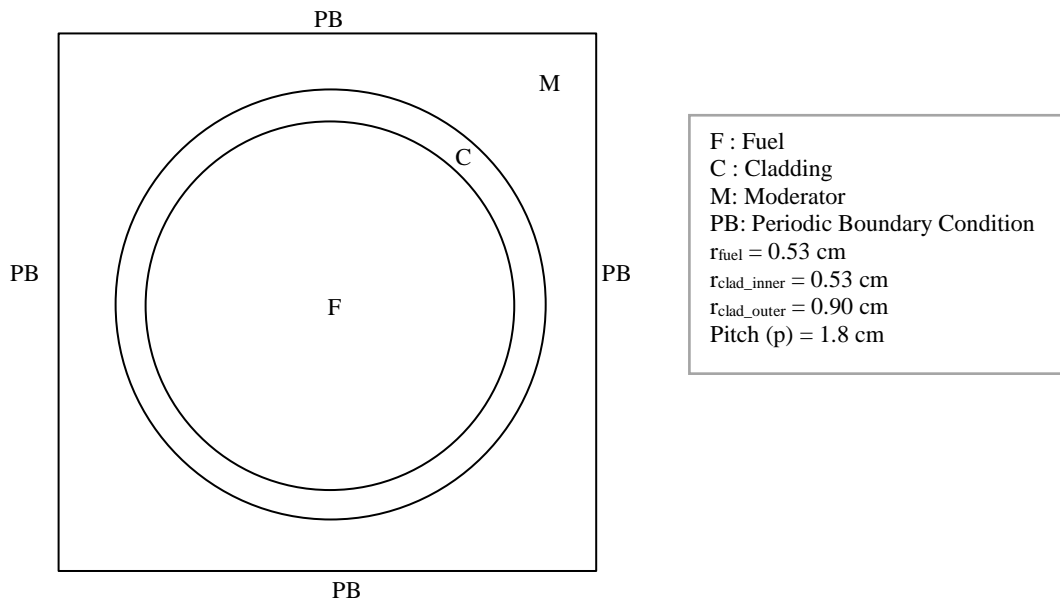 PB
M
C
PB
PB
F
PB
F : Fuel
C : Cladding
M: Moderator
PB: Periodic Boundary Condition
rfuel = 0.53 cm
rclad_inner = 0.53 cm
rclad_outer = 0.90 cm
Pitch (p) = 1.8 cm